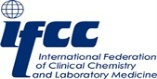 ifcc
International Federation
of Clinical Chemistry
and Laboratory Medicine